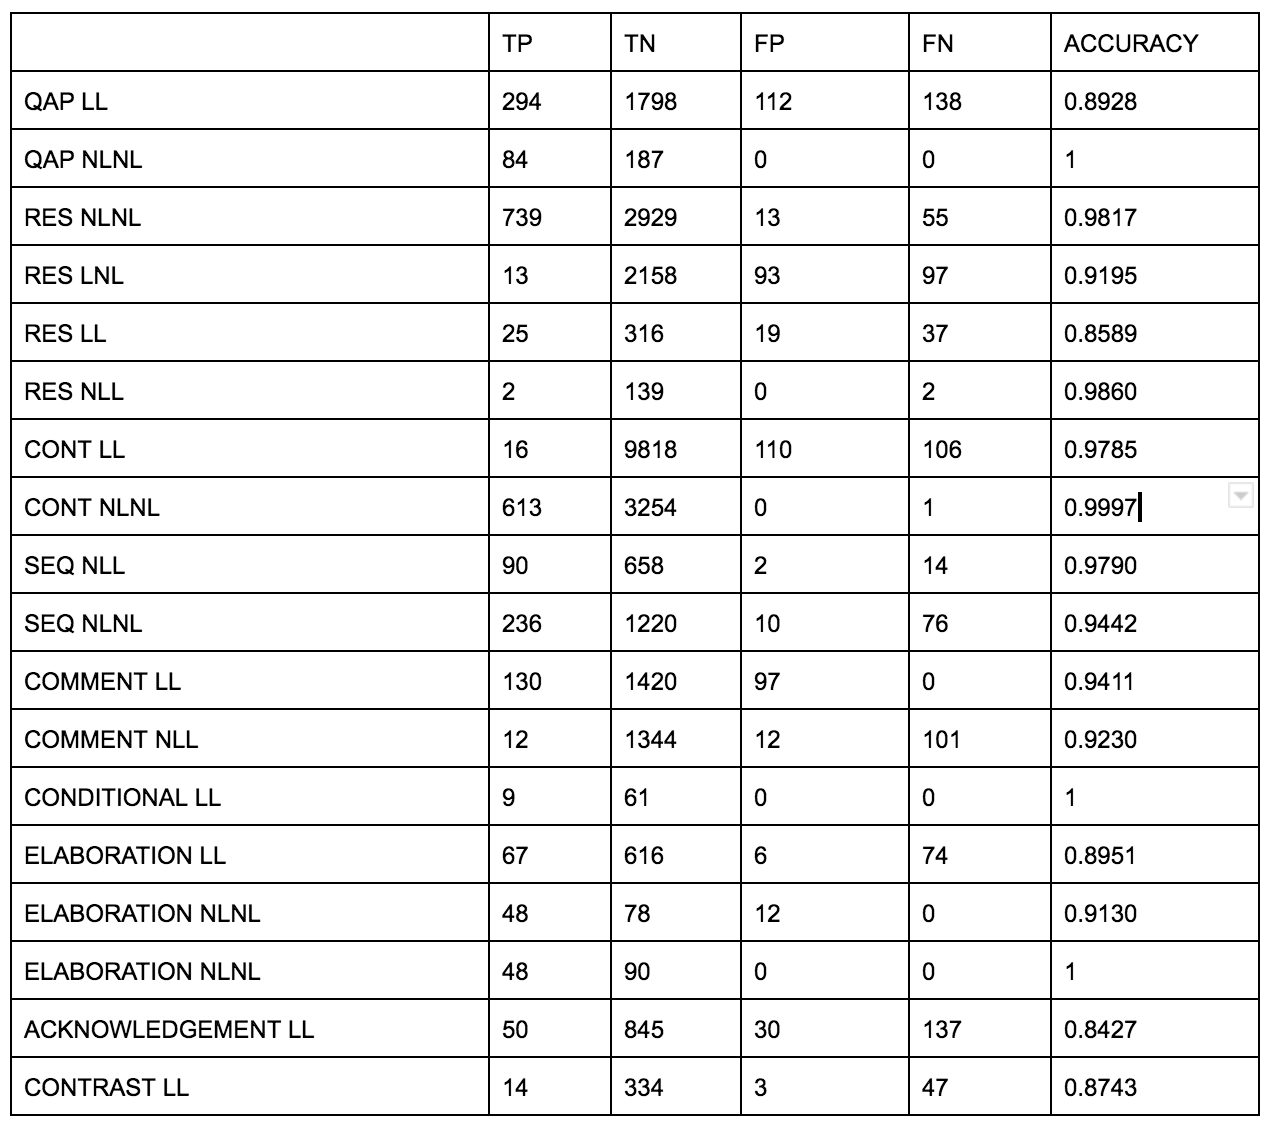 TP TN FP FN ACCURACY
QAP LL 294 1798 112 138 0.8928
QAP NLNL 84 187 0 0 1
RES NLNL 739 2929 13 55 0.9817
RES LNL 13 2158 93 97 0.9195
RES LL 25 316 19 37 0.8589
RES NLL 2 139 0 2 0.9860
CONT LL 16 9818 110 106 0.9785
CONT NLNL 613 3254 0 1 0.9997
SEQ NLL 90 658 2 14 0.9790
SEQ NLNL 236 1220 10 76 0.9442
COMMENT LL 130 1420 97 0 0.9411
COMMENT NLL 12 1344 12 101 0.9230
CONDITIONAL LL 9 61 0 0 1
ELABORATION LL 67 616 6 74 0.8951
ELABORATION NLNL 48 78 12 0 0.9130
ELABORATION NLNL 48 90 0 0 1
ACKNOWLEDGEMENT LL 50 845 30 137 0.8427
CONTRAST LL 14 334 3 47 0.8743